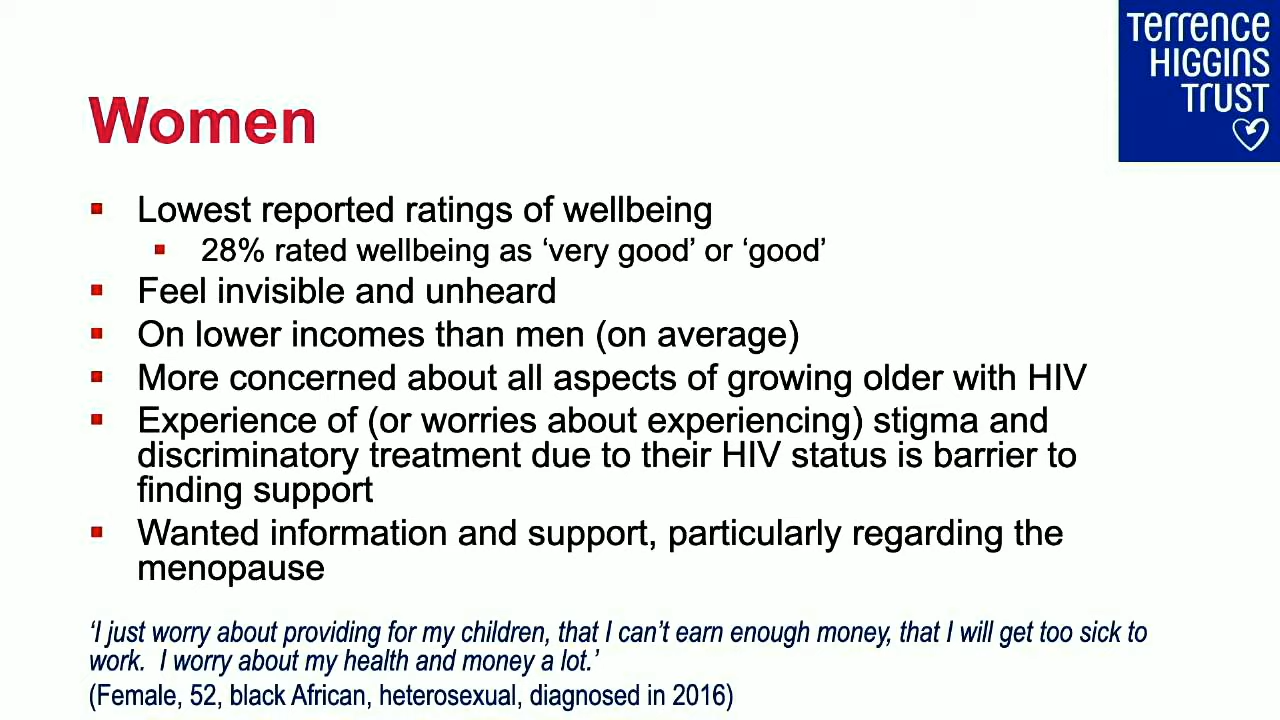 Terrence
HIGGINS
TRUST
Women
Lowest reported ratings of wellbeing
28% rated wellbeing as ‘very good’ or ‘good’
Feel invisible and unheard
On lower incomes than men (on average)
More concerned about all aspects of growing older with HIV
Experience of (or worries about experiencing) stigma and
discriminatory treatment due to their HIV status is barrier to
finding support
Wanted information and support, particularly regarding the
menopause
‘I just worry about providing for my children, that I can’t earn enough money, that I will get too sick to
work.  I worry about my health and money a lot.’
(Female, 52, black African, heterosexual, diagnosed in 2016)